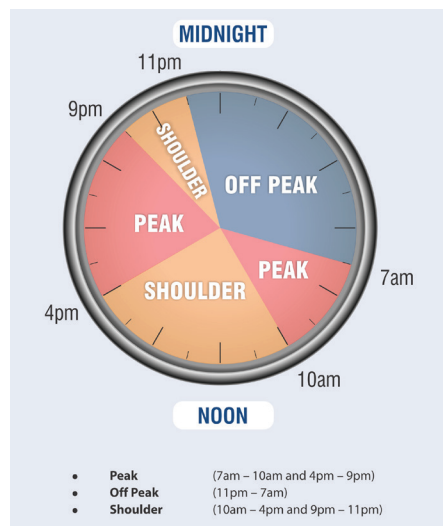 MIDNIGHT
11pm
9pm
SHOULDER
OFF PEAK
PEAK
PEAK
7am
SHOULDER
4pm
10am
NOON
• Peak (7am – 10am and 4pm – 9pm)
• Off Peak (11pm – 7am)
• Shoulder (10am – 4pm and 9pm – 11pm)